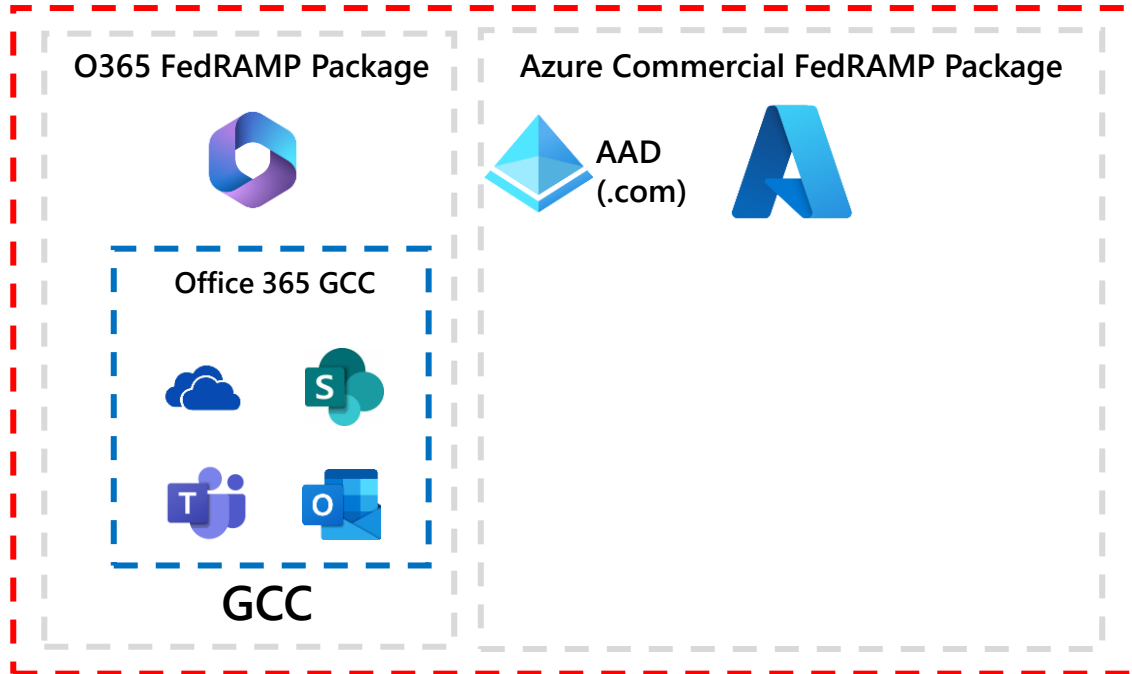 O365 FedRAMP Package
Azure Commercial FedRAMP Package
AAD
(.com)
Office 365 GCC
S
T
O
GCC